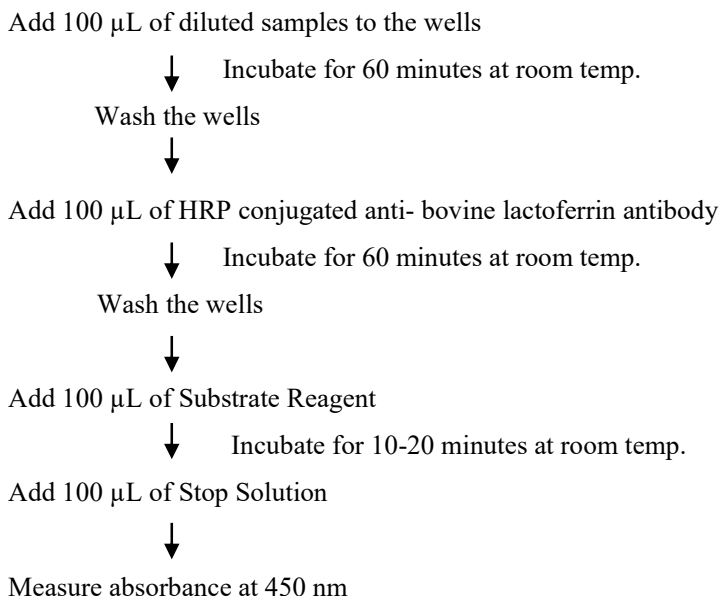 Add 100 µL of diluted samples to the wells
Incubate for 60 minutes at room temp.
Wash the wells
Add 100 µL of HRP conjugated anti- bovine lactoferrin antibody
Incubate for 60 minutes at room temp.
Wash the wells
Add 100 µL of Substrate Reagent
Incubate for 10-20 minutes at room temp.
Add 100 µL of Stop Solution
Measure absorbance at 450 nm